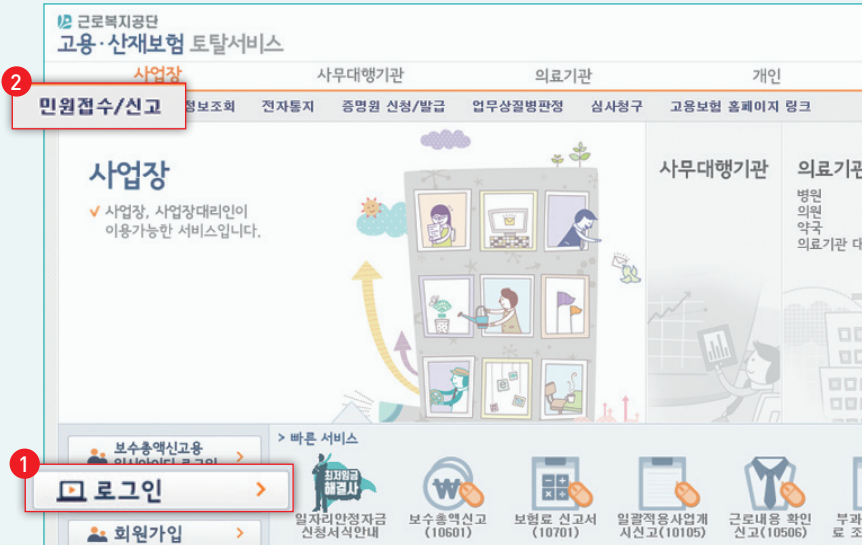 근로복지공단
고용·산재보험 토탈서비스
사업장 사무대행기관 의료기관 개인
2
민원접수/신고 정보조회 전자통지 증명원 신청/발급 업무상질병판정 심사청구 고용보험 홈페이지 링크
사업장
사업장, 사업장대리인이
이용가능한 서비스입니다.
사무대행기관
의료기관
병원
의원
약국
의료기관 대
보수총액신고용
임시아이디 로그인
1
로그인
회원가입
> 빠른 서비스
최저임금
해결사
일자리안정자금
신청서식안내
보수총액신고
(10601)
보험료 신고서
(10701)
일괄적용사업개
시신고(10105)
근로내용 확인
신고(10506)
부과
료 조